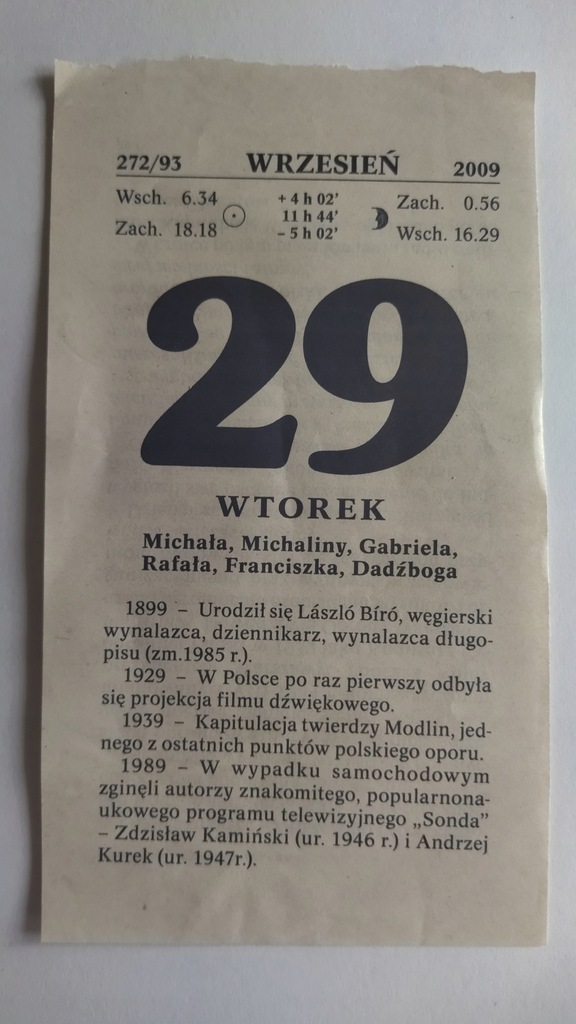 272/93 WRZESIEŃ 2009
Wsch. 6.34 + 4 h 02' Zach. 0.56
11 h 44'
Zach. 18.18 – 5 h 02' Wsch. 16.29
29
WTOREK
Michała, Michaliny, Gabriela,
Rafała, Franciszka, Dadźboga
1899 – Urodził się László Bíró, węgierski
wynalazca, dziennikarz, wynalazca długo-
pisu (zm.1985 r.).
1929 – W Polsce po raz pierwszy odbyła
się projekcja filmu dźwiękowego.
1939 – Kapitulacja twierdzy Modlin, jed-
nego z ostatnich punktów polskiego oporu.
1989 – W wypadku samochodowym
zginęli autorzy znakomitego, popularnona-
ukowego programu telewizyjnego „Sonda”
– Zdzisław Kamiński (ur. 1946 r.) i Andrzej
Kurek (ur. 1947r.).